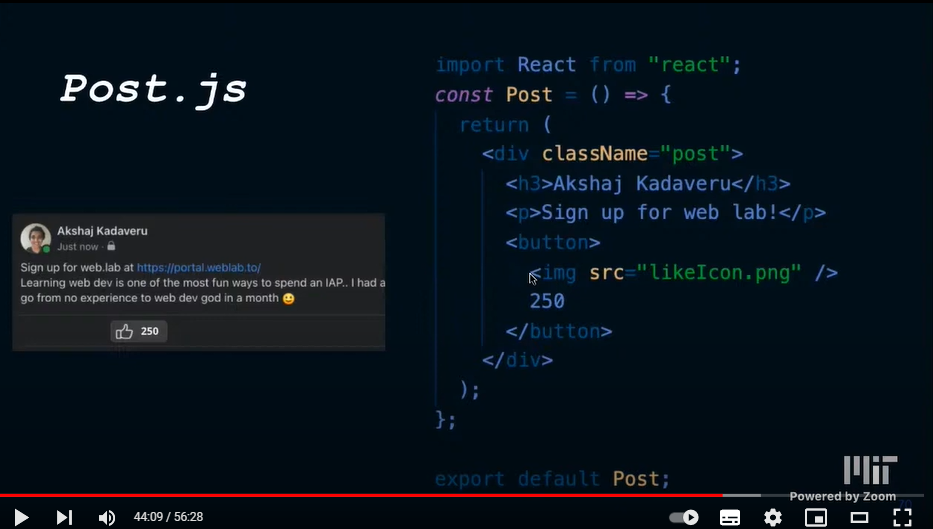 Post.js
import React from "react";
const Post = () => {
return (
<div className="post">
<h3>Akshaj Kadaveru</h3>
<p>Sign up for web lab!</p>
<button>
<img src="likeIcon.png" />
250
</button>
</div>
);
};
export default Post;
Akshaj Kadaveru
Just now ·
Sign up for web.lab at https://portal.weblab.to/
Learning web dev is one of the most fun ways to spend an IAP.. I had a
go from no experience to web dev god in a month 😀
250
MIT
Powered by Zoom
70
44:09 / 56:28